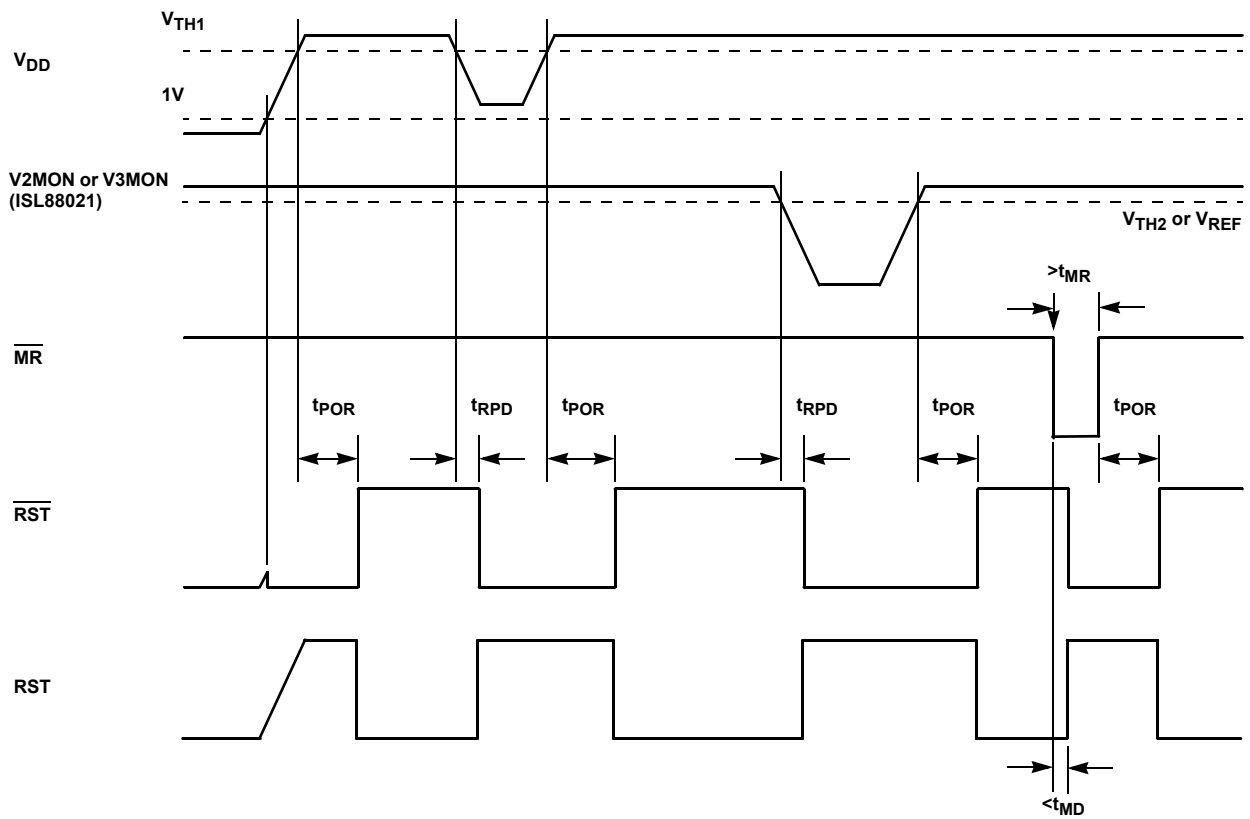 VTH1
VDD
1V
V2MON or V3MON
(ISL88021)
VTH2 or VREF
>tMR
MR
tPOR tRPD tPOR tRPD tPOR tPOR
RST
RST
<tMD